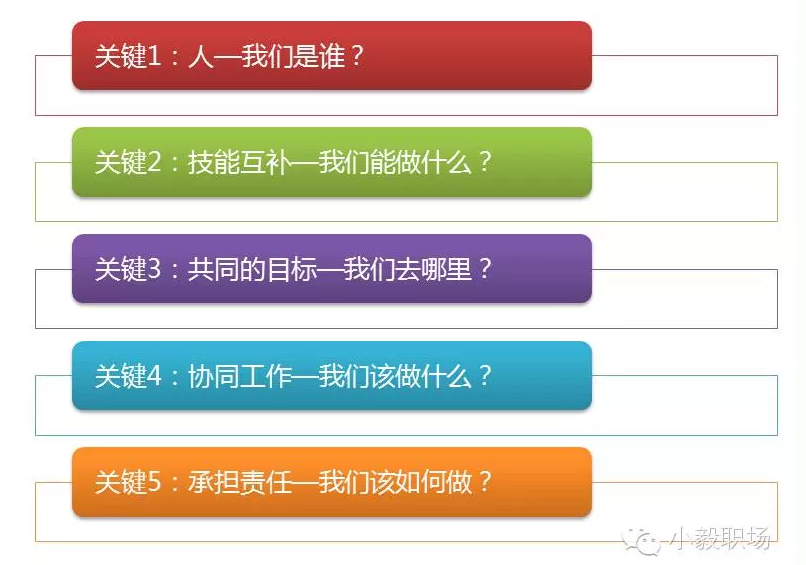 关键1：人—我们是谁？
关键2：技能互补—我们能做什么？
关键3：共同的目标—我们去哪里？
关键4：协同工作—我们该做什么？
关键5：承担责任—我们该如何做？
小毅职场